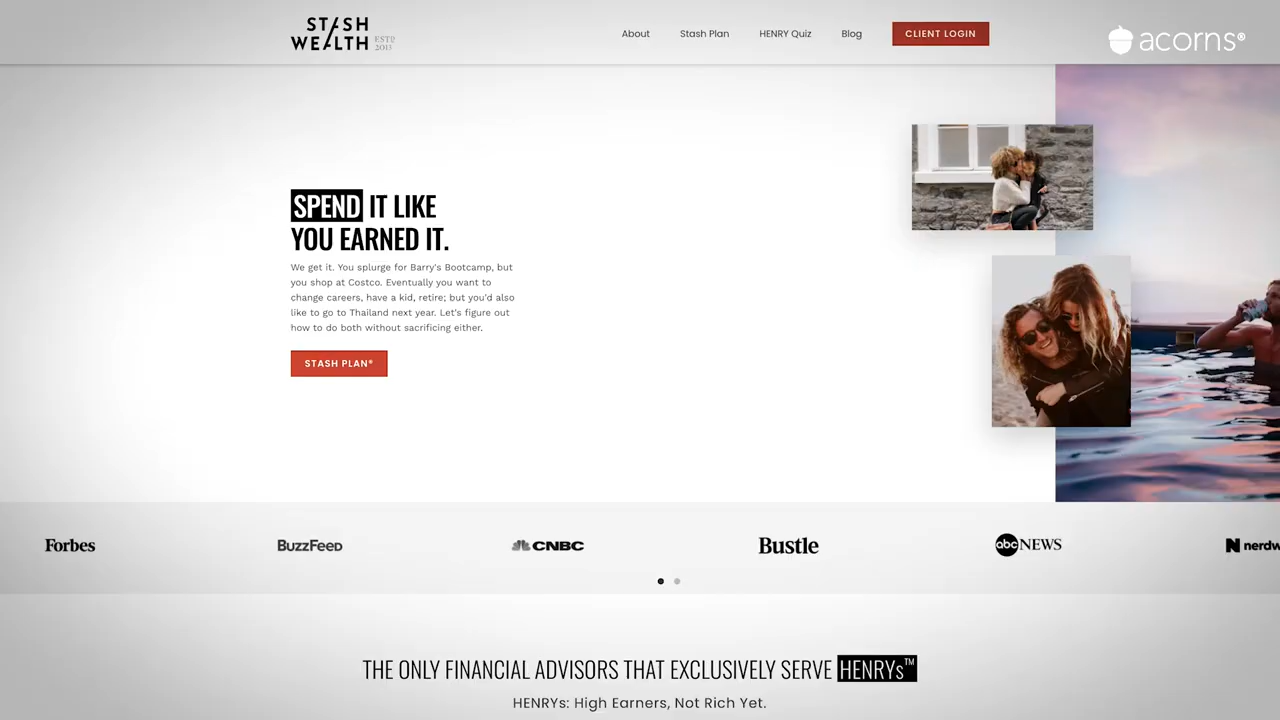 STASH
WEALTH ESTD
2013
About
Stash Plan
HENRY Quiz
Blog
CLIENT LOGIN
acorns®
SPEND IT LIKE
YOU EARNED IT.
We get it. You splurge for Barry's Bootcamp, but
you shop at Costco. Eventually you want to
change careers, have a kid, retire; but you'd also
like to go to Thailand next year. Let's figure out
how to do both without sacrificing either.
STASH PLAN®
Forbes
BuzzFeed
CNBC
Bustle
abc NEWS
N nerdw
THE ONLY FINANCIAL ADVISORS THAT EXCLUSIVELY SERVE HENRYs™
HENRYs: High Earners, Not Rich Yet.